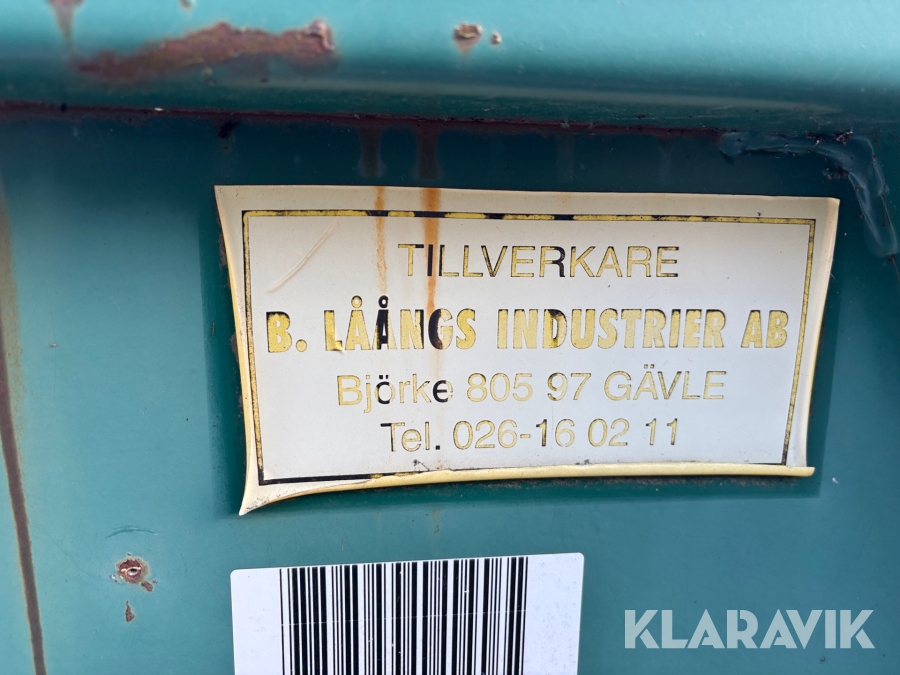 TILLVERKARE
B. LÅÅNGS INDUSTRIER AB
Björke 805 97 GÄVLE
Tel. 026-16 02 11
KLARAVIK